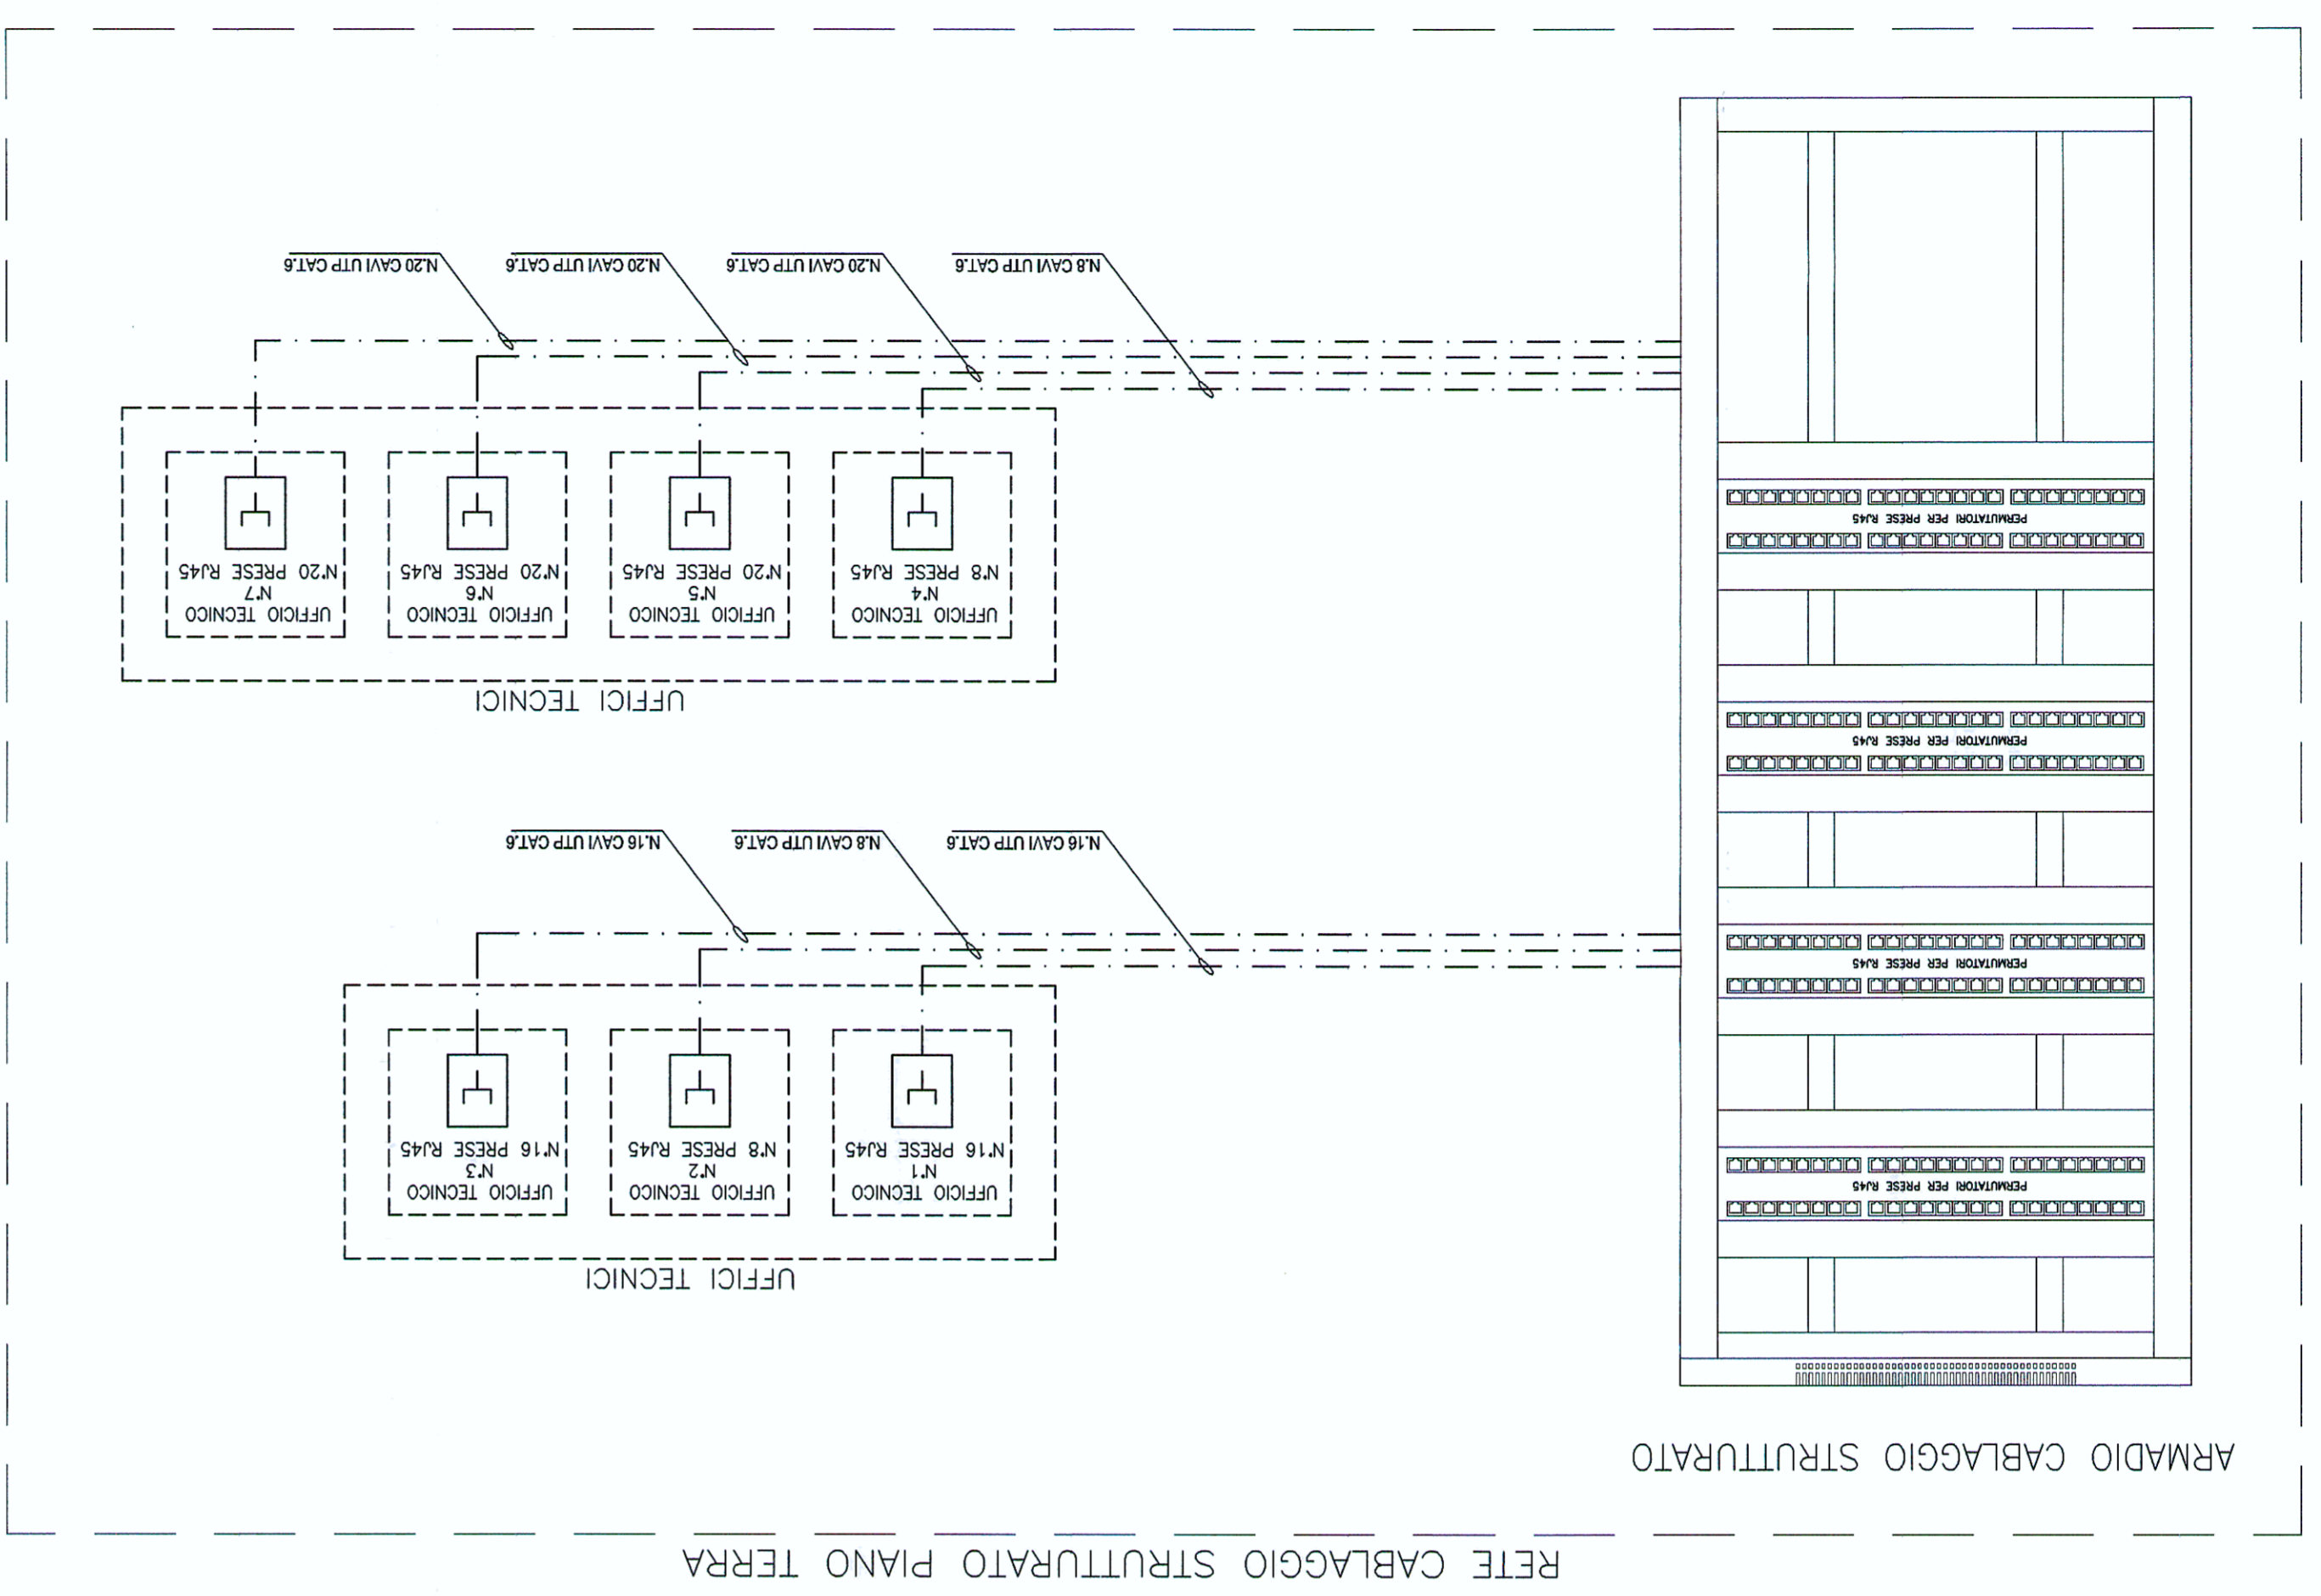 RETE CABLAGGIO STRUTTURATO PIANO TERRA
ARMADIO CABLAGGIO STRUTTURATO
PERMUTATORI PER PRESE RJ45
PERMUTATORI PER PRESE RJ45
PERMUTATORI PER PRESE RJ45
PERMUTATORI PER PRESE RJ45
UFFICI TECNICI
UFFICIO TECNICO
N°1
N°16 PRESE RJ45
UFFICIO TECNICO
N°2
N°8 PRESE RJ45
UFFICIO TECNICO
N°3
N°16 PRESE RJ45
N.16 CAVI UTP CAT.6
N.8 CAVI UTP CAT.6
N.16 CAVI UTP CAT.6
UFFICI TECNICI
UFFICIO TECNICO
N°4
N°8 PRESE RJ45
UFFICIO TECNICO
N°5
N°20 PRESE RJ45
UFFICIO TECNICO
N°6
N°20 PRESE RJ45
UFFICIO TECNICO
N°7
N°20 PRESE RJ45
N.8 CAVI UTP CAT.6
N.20 CAVI UTP CAT.6
N.20 CAVI UTP CAT.6
N.20 CAVI UTP CAT.6